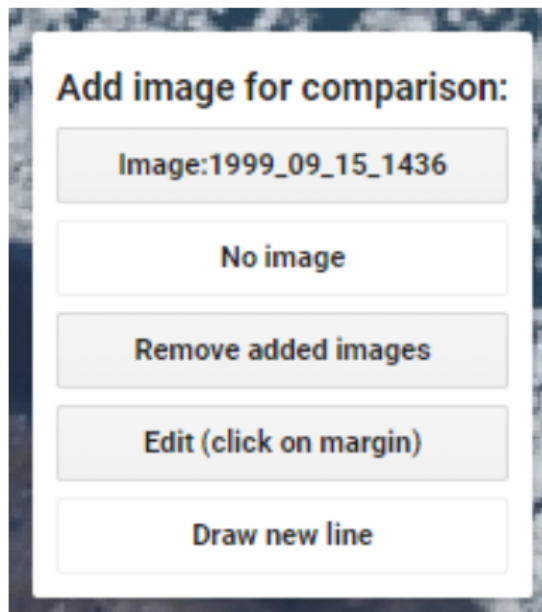 Add image for comparison:
Image:1999_09_15_1436
No image
Remove added images
Edit (click on margin)
Draw new line